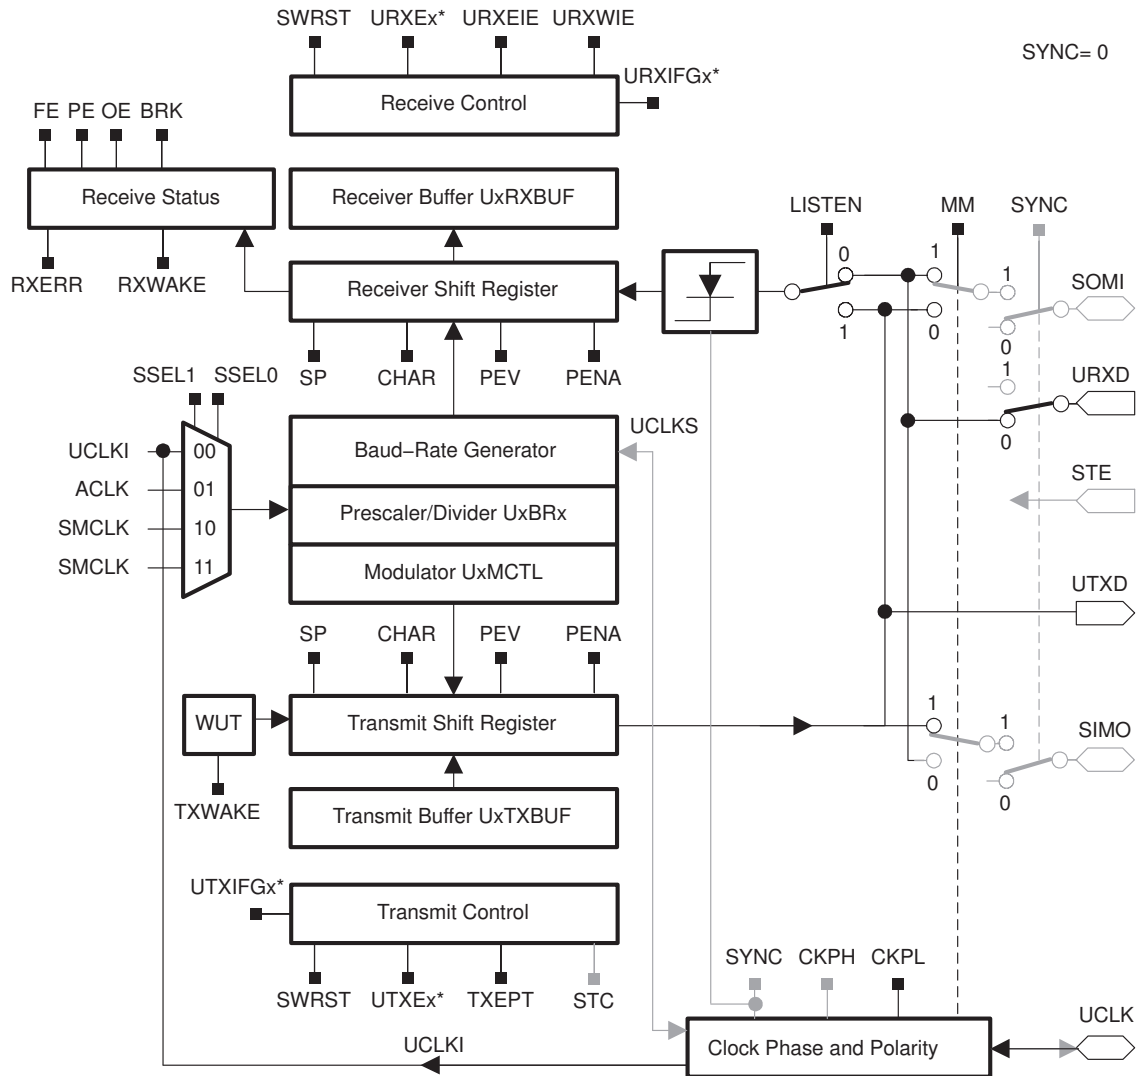 SWRST URXEx* URXEIE URXWIE
SYNC= 0
Receive Control
URXIFGx*
FE PE OE BRK
Receive Status
Receiver Buffer UxRXBUF
LISTEN MM SYNC
RXERR RXWAKE
Receiver Shift Register
0 1 1
SOMI
1 0 0
SP CHAR PEV PENA
1
URXD
0
SSEL1 SSEL0
UCLKI 00
ACLK 01
SMCLK 10
SMCLK 11
Baud–Rate Generator
UCLKS
Prescaler/Divider UxBRx
Modulator UxMCTL
STE
UTXD
SP CHAR PEV PENA
WUT
Transmit Shift Register
1 1
SIMO
0 0
TXWAKE
Transmit Buffer UxTXBUF
UTXIFGx*
Transmit Control
SWRST UTXEx* TXEPT STC
SYNC CKPH CKPL
UCLKI
Clock Phase and Polarity
UCLK